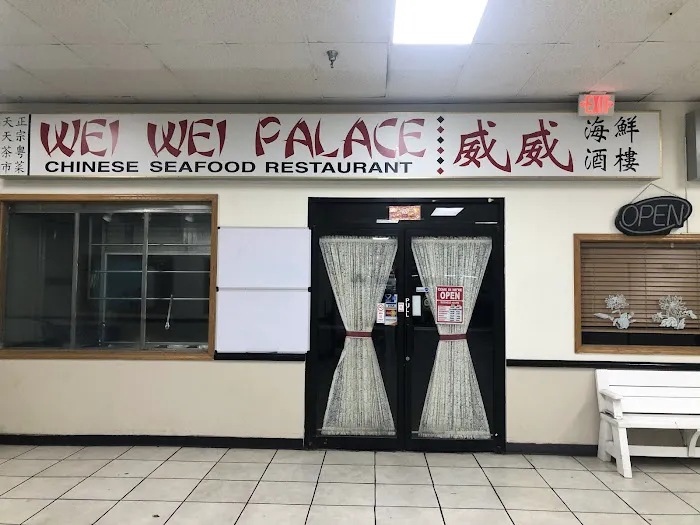 正宗粵菜
天天茶市
WEI WEI PALACE
CHINESE SEAFOOD RESTAURANT
威威
海鮮
酒樓
OPEN
OPEN
PULL